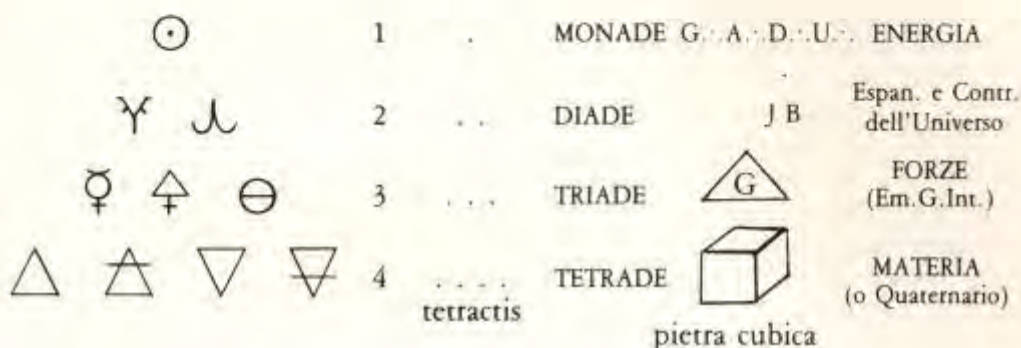 1 . MONADE G∴A∴D∴U∴ ENERGIA
2 . . DIADE J B Espan. e Contr.
dell'Universo
3 . . . TRIADE G FORZE
(Em.G.Int.)
4 . . . . TETRADE MATERIA
(o Quaternario)
tetractis
pietra cubica